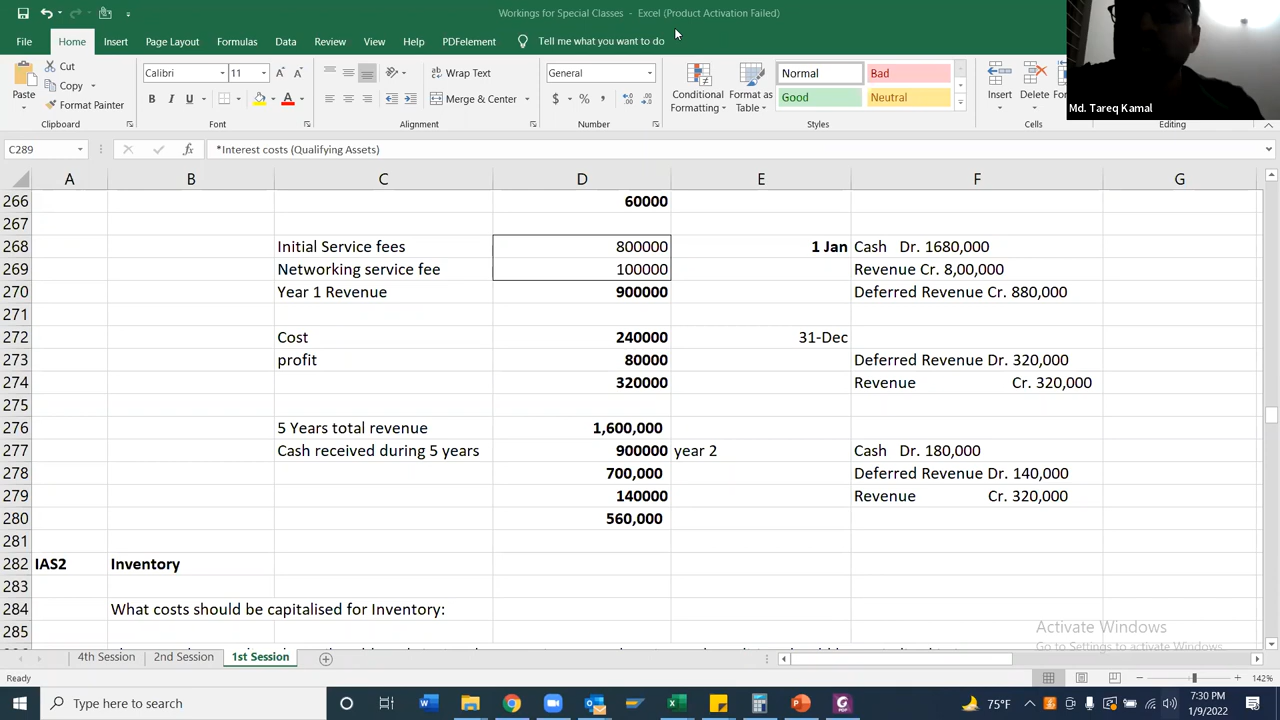 Workings for Special Classes - Excel (Product Activation Failed)
File Home Insert Page Layout Formulas Data Review View Help PDFelement Tell me what you want to do
Paste Cut Copy Format Painter Clipboard
Calibri 11 B I U A Font
Wrap Text Merge & Center Alignment
General $ % , Number
Conditional Formatting Format as Table Normal Bad Good Neutral Styles
Insert Delete Cells Editing
Md. Tareq Kamal
C289 fx *Interest costs (Qualifying Assets)
A B C D E F G
266 60000
267
268 Initial Service fees 800000 1 Jan Cash Dr. 1680,000
269 Networking service fee 100000 Revenue Cr. 8,00,000
270 Year 1 Revenue 900000 Deferred Revenue Cr. 880,000
271
272 Cost 240000 31-Dec
273 profit 80000 Deferred Revenue Dr. 320,000
274 320000 Revenue Cr. 320,000
275
276 5 Years total revenue 1,600,000
277 Cash received during 5 years 900000 year 2 Cash Dr. 180,000
278 700,000 Deferred Revenue Dr. 140,000
279 140000 Revenue Cr. 320,000
280 560,000
281
282 IAS2 Inventory
283
284 What costs should be capitalised for Inventory:
285
Activate Windows
Go to Settings to activate Windows.
4th Session 2nd Session 1st Session
Ready 142%
Type here to search 75°F 7:30 PM
1/9/2022